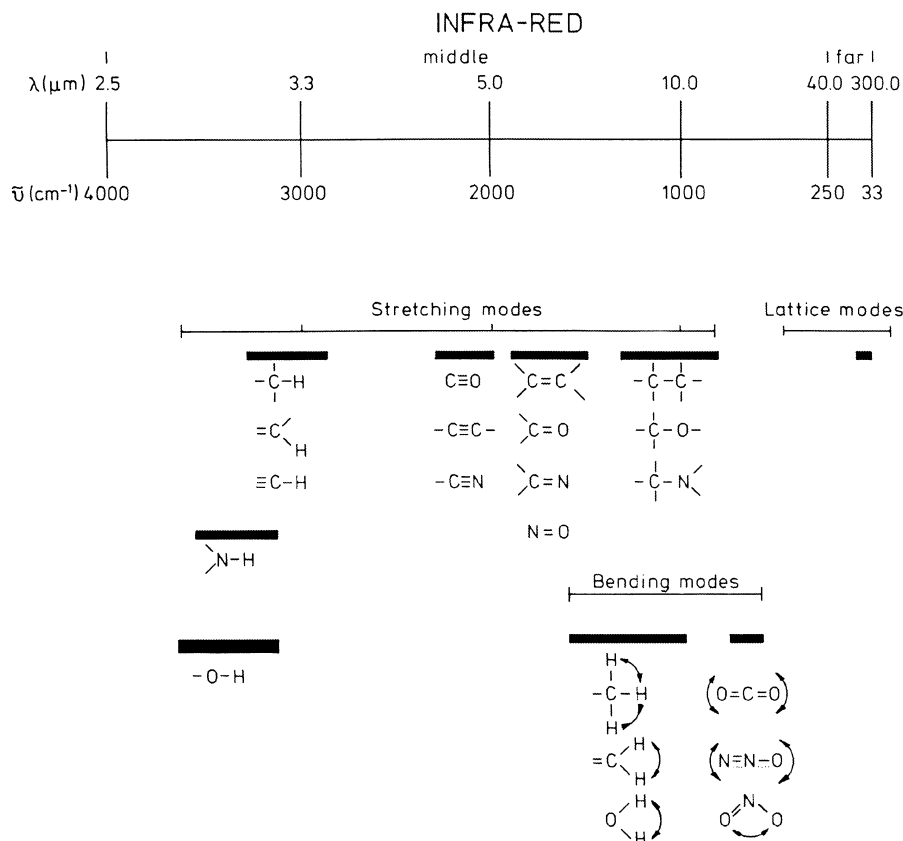 INFRA-RED
middle
far
λ(μm) 2.5 3.3 5.0 10.0 40.0 300.0
ῡ(cm⁻¹) 4000 3000 2000 1000 250 33
Stretching modes
Lattice modes
-C-H
C≡O
C=C
-C-C-
=C
H
-C≡C-
C=O
-C-O-
≡C-H
-C≡N
C=N
-C-N
N=O
N-H
Bending modes
-O-H
H
-C-H
H
O=C=O
H
=C
H
N=N-O
H
O
H
N
O
O